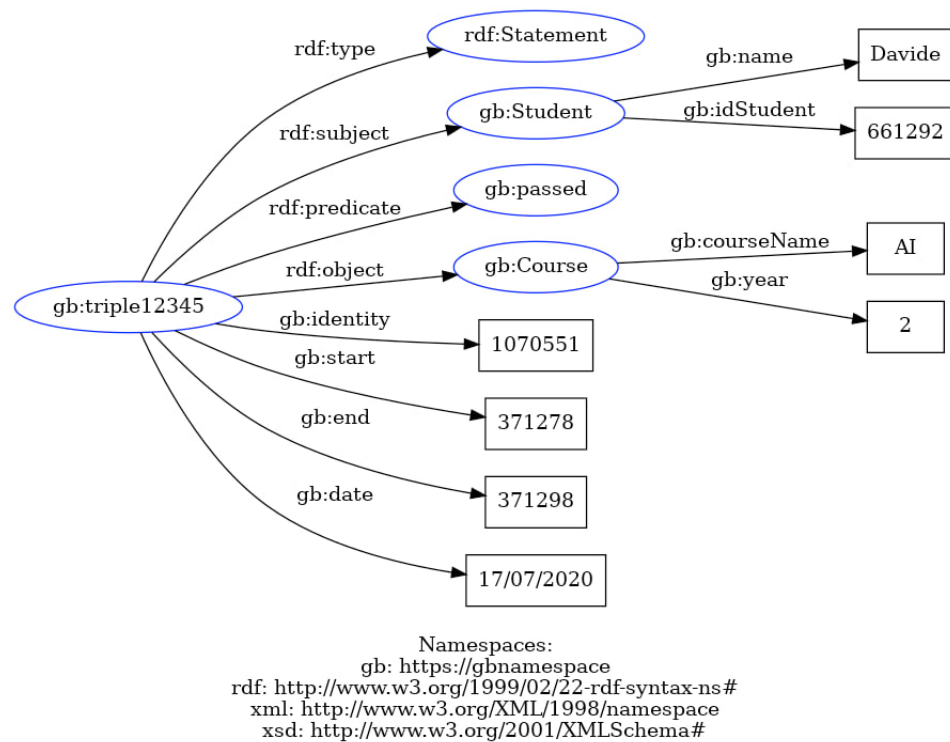 rdf:Statement
rdf:type
gb:name
Davide
gb:Student
gb:idStudent
661292
rdf:subject
gb:passed
rdf:predicate
gb:courseName
AI
rdf:object
gb:Course
gb:year
2
gb:triple12345
gb:identity
1070551
gb:start
371278
gb:end
371298
gb:date
17/07/2020
Namespaces:
gb: https://gbnamespace
rdf: http://www.w3.org/1999/02/22-rdf-syntax-ns#
xml: http://www.w3.org/XML/1998/namespace
xsd: http://www.w3.org/2001/XMLSchema#